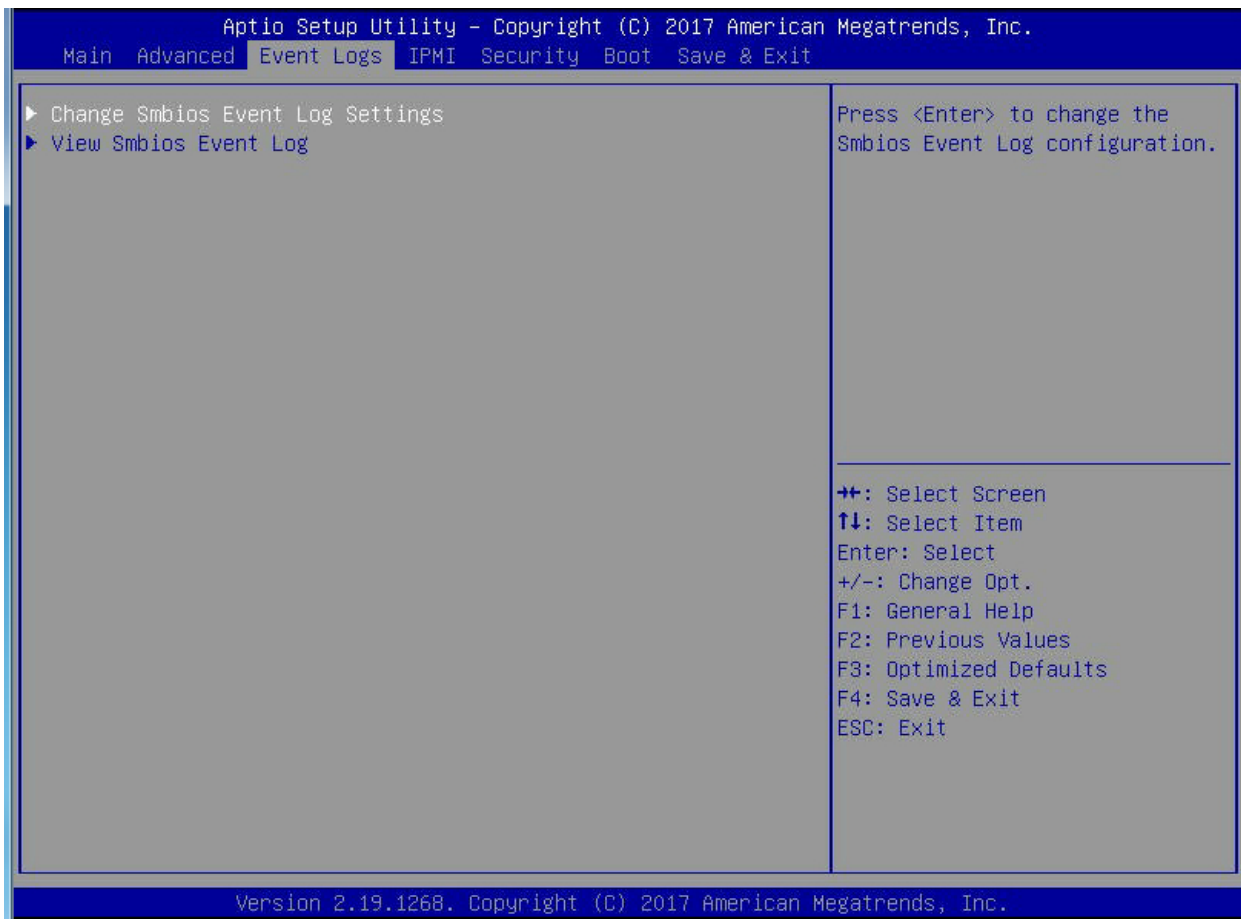 Aptio Setup Utility – Copyright (C) 2017 American Megatrends, Inc.
Main Advanced Event Logs IPMI Security Boot Save & Exit
► Change Smbios Event Log Settings
► View Smbios Event Log
Press <Enter> to change the
Smbios Event Log configuration.
→←: Select Screen
↑↓: Select Item
Enter: Select
+/-: Change Opt.
F1: General Help
F2: Previous Values
F3: Optimized Defaults
F4: Save & Exit
ESC: Exit
Version 2.19.1268. Copyright (C) 2017 American Megatrends, Inc.